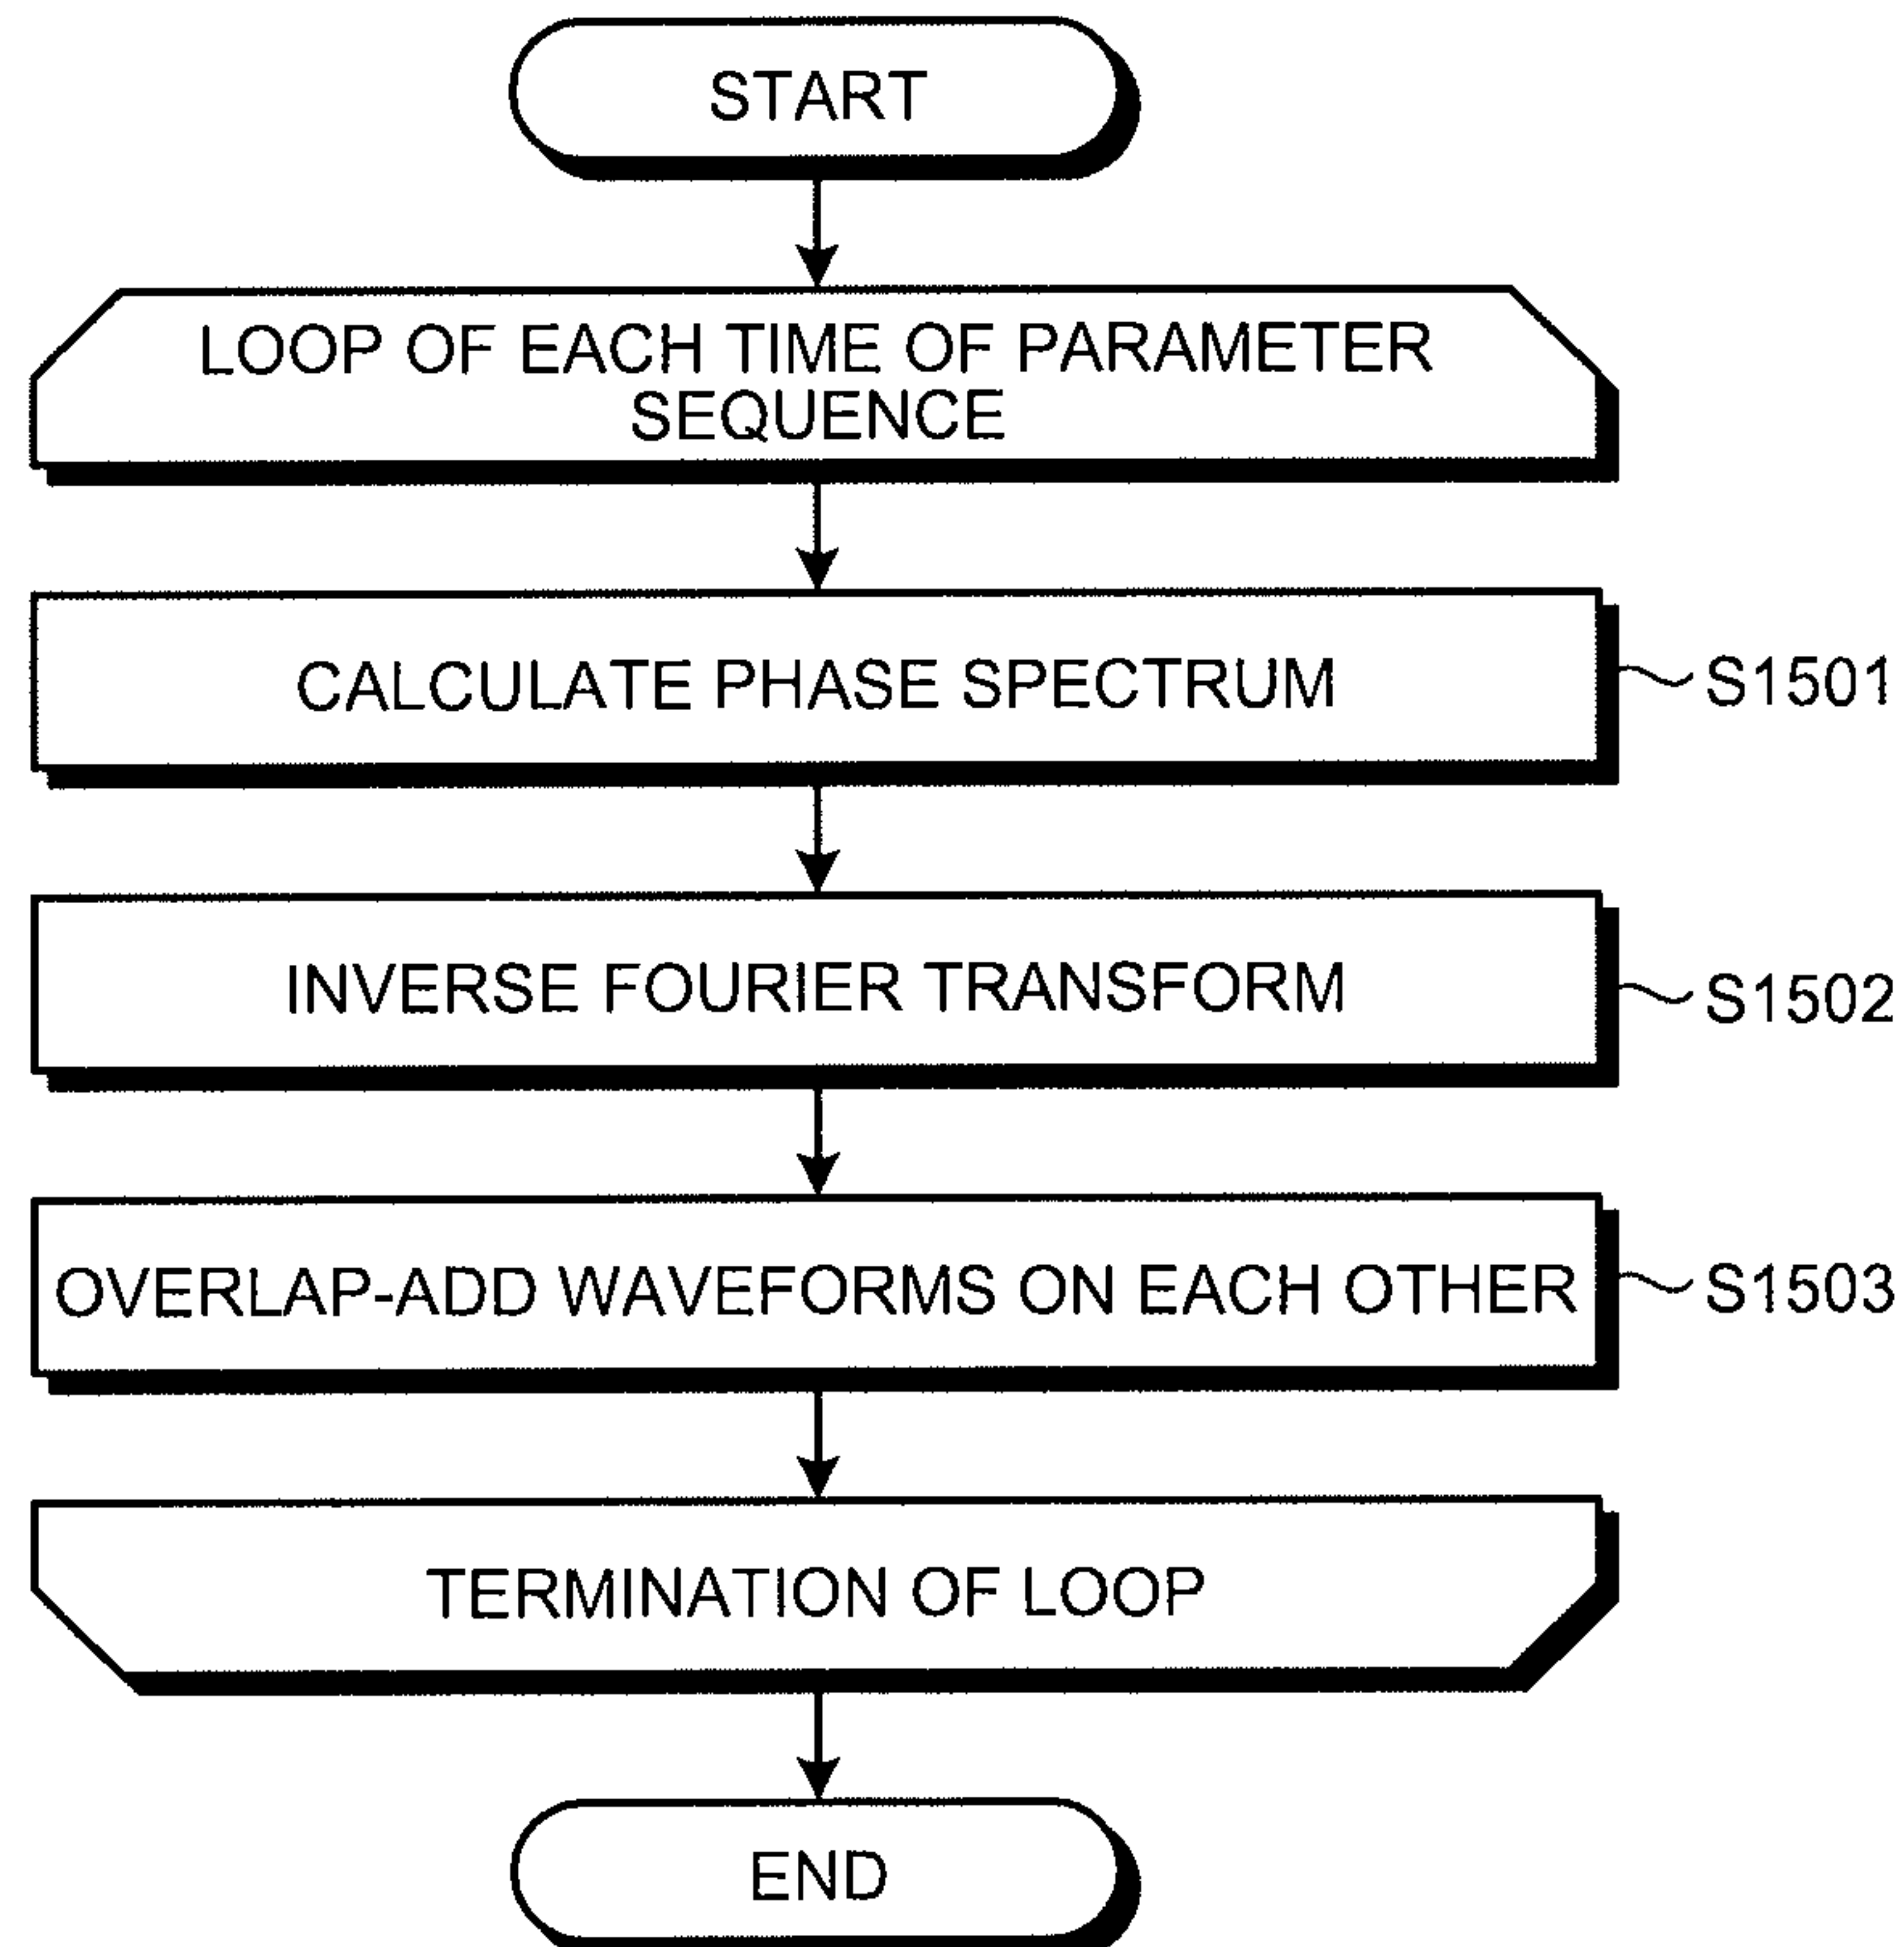 START
LOOP OF EACH TIME OF PARAMETER
SEQUENCE
CALCULATE PHASE SPECTRUM
S1501
INVERSE FOURIER TRANSFORM
S1502
OVERLAP-ADD WAVEFORMS ON EACH OTHER
S1503
TERMINATION OF LOOP
END